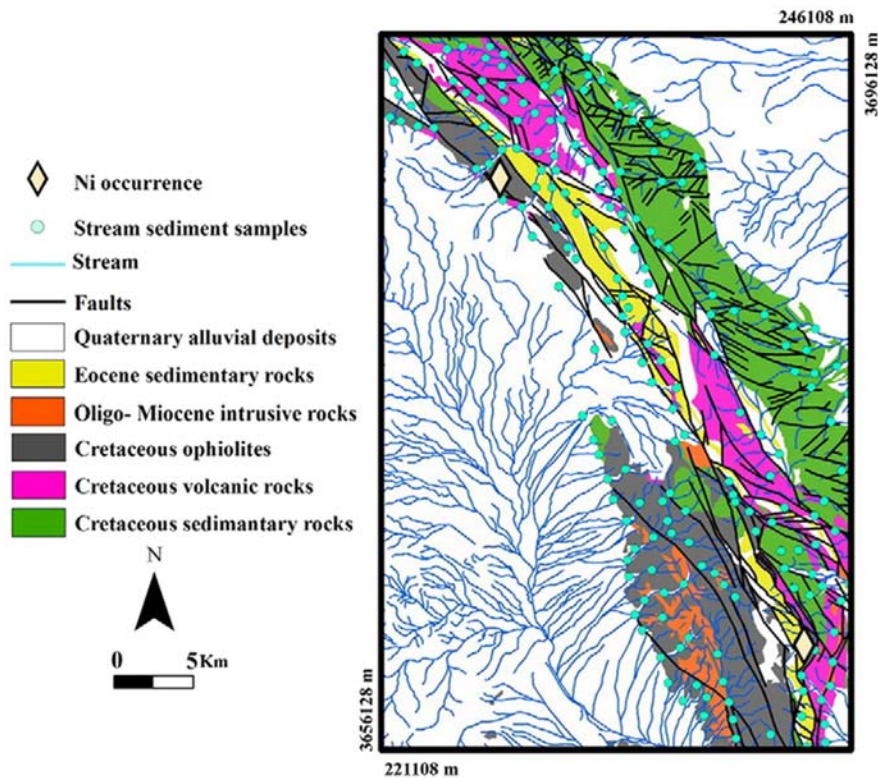 246108 m
3696128 m
Ni occurrence
Stream sediment samples
Stream
Faults
Quaternary alluvial deposits
Eocene sedimentary rocks
Oligo- Miocene intrusive rocks
Cretaceous ophiolites
Cretaceous volcanic rocks
Cretaceous sedimantary rocks
N
0 5Km
3656128 m
221108 m